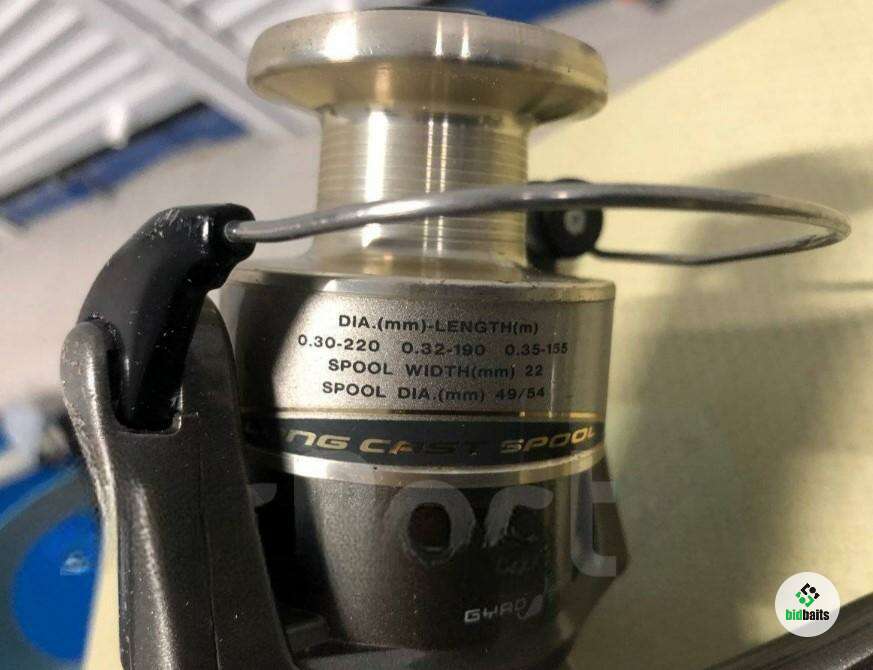 DIA.(mm)-LENGTH(m)
0.30-220 0.32-190 0.35-155
SPOOL WIDTH(mm) 22
SPOOL DIA.(mm) 49/54
LONG CAST SPOOL
GYRO
bidbaits